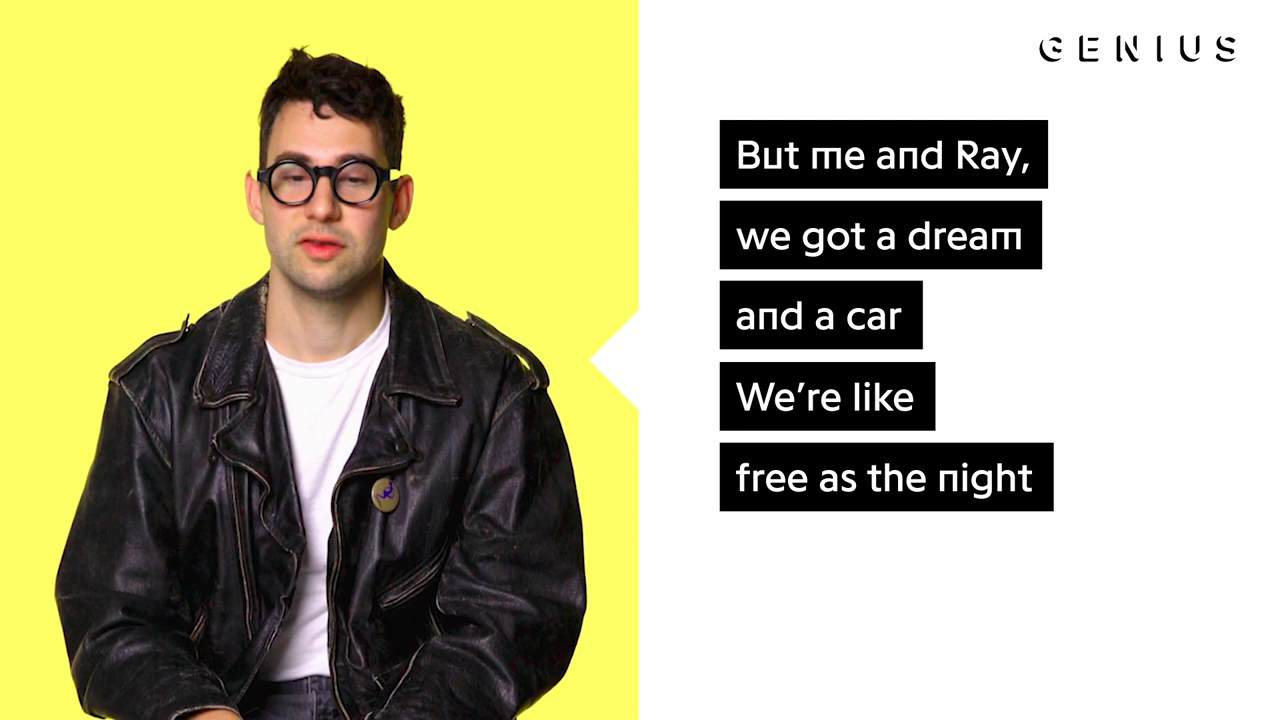 GENIUS
But me and Ray,
we got a dream
and a car
We're like
free as the night